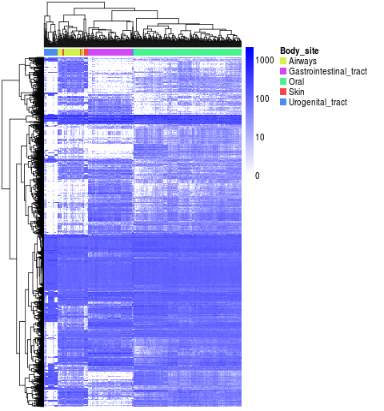 1000
100
10
0
Body_site
Airways
Gastrointestinal_tract
Oral
Skin
Urogenital_tract